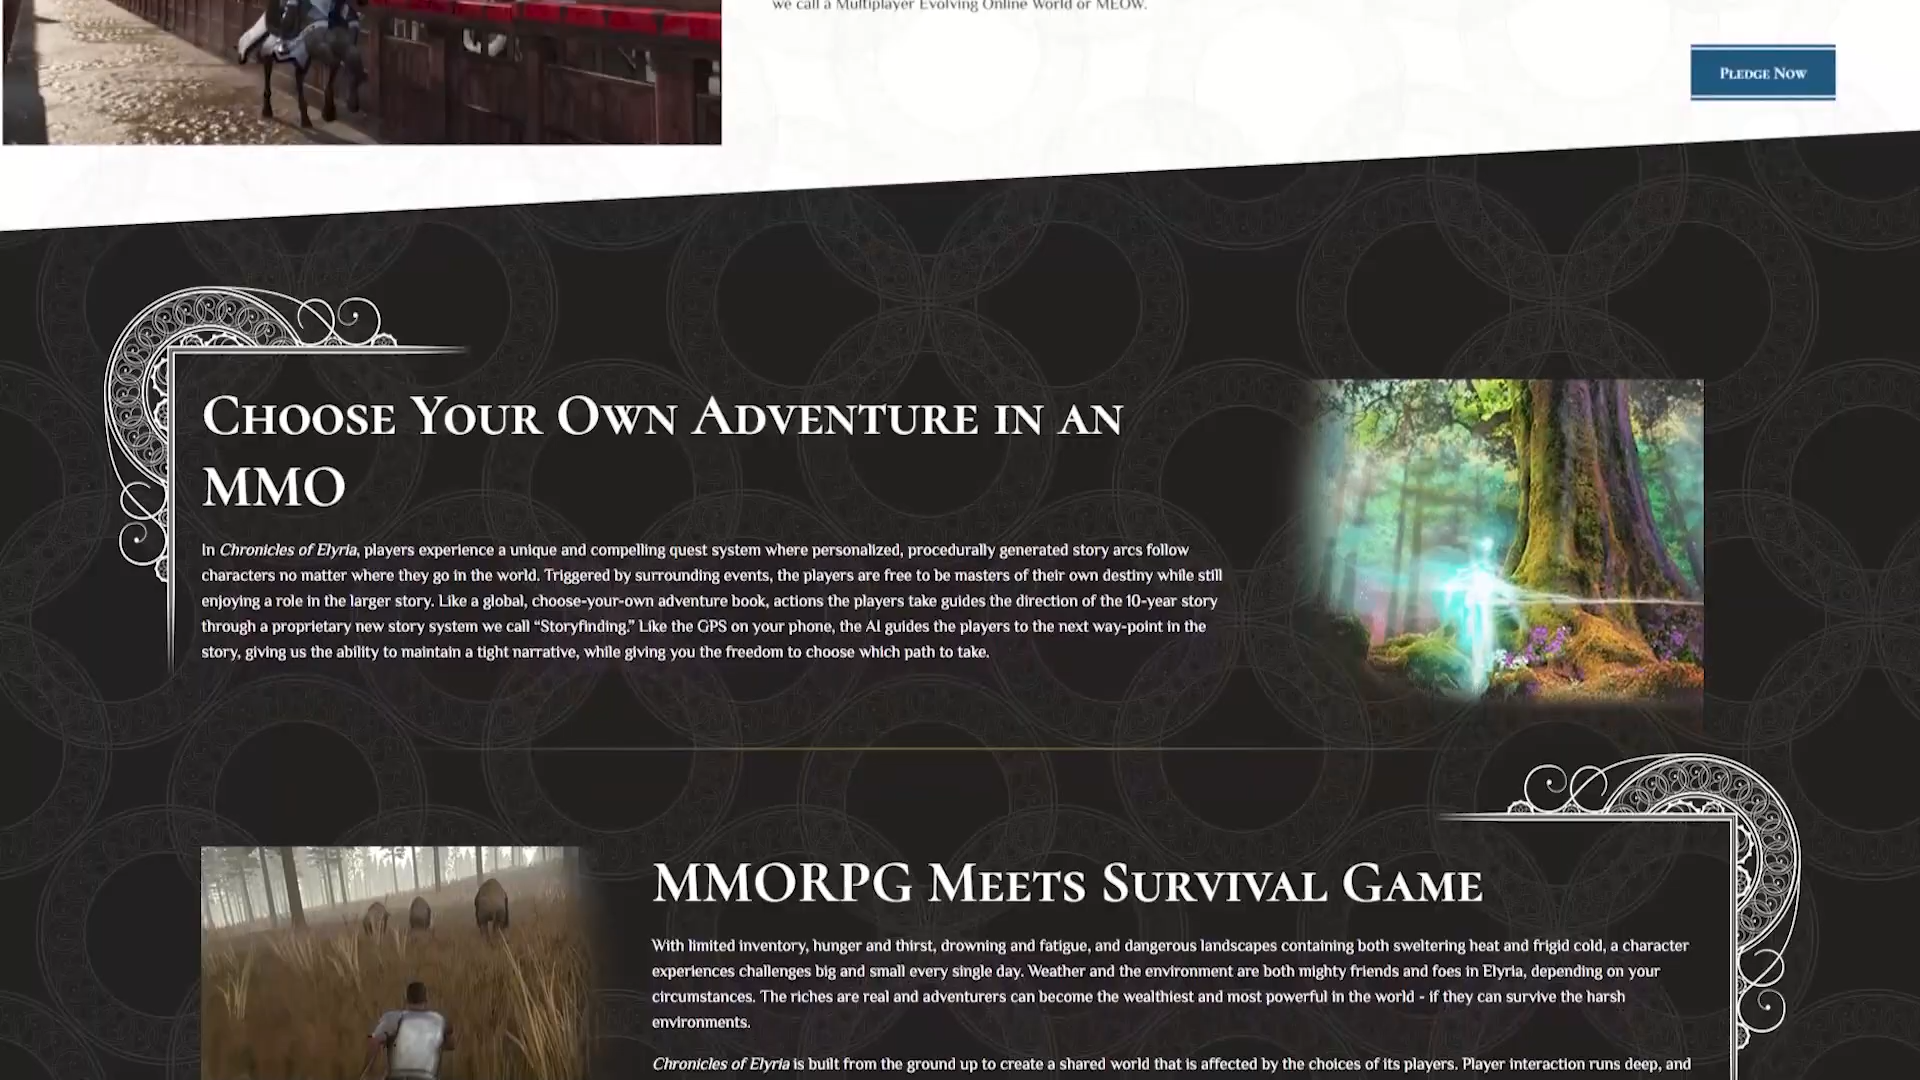 we call a Multiplayer Evolving Online World or MEOW.
Pledge Now
Choose Your Own Adventure in an
MMO
In Chronicles of Elyria, players experience a unique and compelling quest system where personalized, procedurally generated story arcs follow
characters no matter where they go in the world. Triggered by surrounding events, the players are free to be masters of their own destiny while still
enjoying a role in the larger story. Like a global, choose-your-own adventure book, actions the players take guides the direction of the 10-year story
through a proprietary new story system we call “Storyfinding.” Like the GPS on your phone, the AI guides the players to the next way-point in the
story, giving us the ability to maintain a tight narrative, while giving you the freedom to choose which path to take.
MMORPG Meets Survival Game
With limited inventory, hunger and thirst, drowning and fatigue, and dangerous landscapes containing both sweltering heat and frigid cold, a character
experiences challenges big and small every single day. Weather and the environment are both mighty friends and foes in Elyria, depending on your
circumstances. The riches are real and adventurers can become the wealthiest and most powerful in the world - if they can survive the harsh
environments.
Chronicles of Elyria is built from the ground up to create a shared world that is affected by the choices of its players. Player interaction runs deep, and